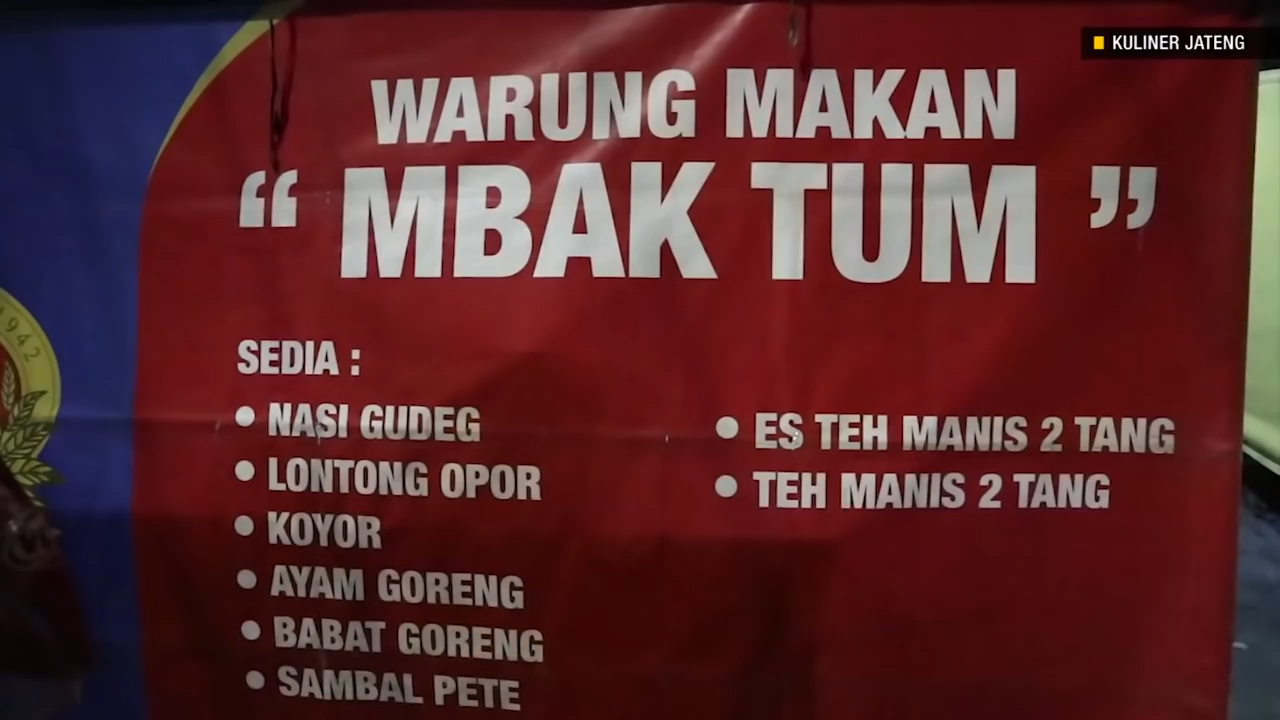 KULINER JATENG
WARUNG MAKAN
“ MBAK TUM ”
SEDIA :
• NASI GUDEG
• LONTONG OPOR
• KOYOR
• AYAM GORENG
• BABAT GORENG
• SAMBAL PETE
• ES TEH MANIS 2 TANG
• TEH MANIS 2 TANG
1942